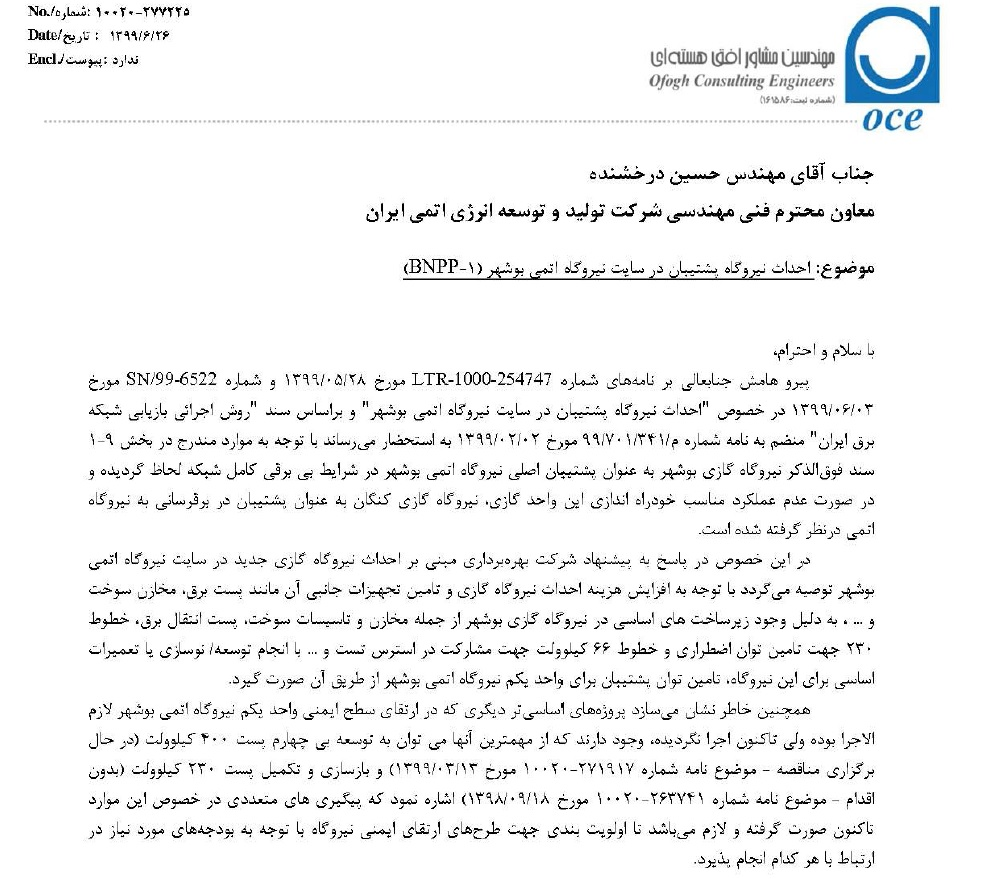 No./شماره: ۱۰۰۲۰-۲۷۷۲۲۵
Date/تاریخ : ۱۳۹۹/۶/۲۶
Encl./پیوست: ندارد
مهندسین مشاور افق هسته‌ای
Ofogh Consulting Engineers
(شماره ثبت: ۱۶۱۵۸۶)
oce
جناب آقای مهندس حسین درخشنده
معاون محترم فنی مهندسی شرکت تولید و توسعه انرژی اتمی ایران
موضوع: احداث نیروگاه پشتیبان در سایت نیروگاه اتمی بوشهر (BNPP-۱)
با سلام و احترام،
پیرو هامش جنابعالی بر نامه‌های شماره LTR-1000-254747 مورخ ۱۳۹۹/۰۵/۲۸ و شماره SN/99-6522 مورخ
۱۳۹۹/۰۶/۰۳ در خصوص "احداث نیروگاه پشتیبان در سایت نیروگاه اتمی بوشهر" و براساس سند "روش اجرائی بازیابی شبکه
برق ایران" منضم به نامه شماره م/۹۹/۷۰۱/۳۴۱ مورخ ۱۳۹۹/۰۲/۰۲ به استحضار می‌رساند با توجه به موارد مندرج در بخش ۹-۱
سند فوق‌الذکر نیروگاه گازی بوشهر به عنوان پشتیبان اصلی نیروگاه اتمی بوشهر در شرایط بی برقی کامل شبکه لحاظ گردیده و
در صورت عدم عملکرد مناسب خودراه اندازی این واحد گازی، نیروگاه گازی کنگان به عنوان پشتیبان در برقرسانی به نیروگاه
اتمی درنظر گرفته شده است.
در این خصوص در پاسخ به پیشنهاد شرکت بهره‌برداری مبنی بر احداث نیروگاه گازی جدید در سایت نیروگاه اتمی
بوشهر توصیه می‌گردد با توجه به افزایش هزینه احداث نیروگاه گازی و تامین تجهیزات جانبی آن مانند پست برق، مخازن سوخت
و ... ، به دلیل وجود زیرساخت های اساسی در نیروگاه گازی بوشهر از جمله مخازن و تاسیسات سوخت، پست انتقال برق، خطوط
۲۳۰ جهت تامین توان اضطراری و خطوط ۶۶ کیلوولت جهت مشارکت در استرس تست و ... با انجام توسعه/ نوسازی یا تعمیرات
اساسی برای این نیروگاه، تامین توان پشتیبان برای واحد یکم نیروگاه اتمی بوشهر از طریق آن صورت گیرد.
همچنین خاطر نشان می‌سازد پروژه‌های اساسی‌تر دیگری که در ارتقای سطح ایمنی واحد یکم نیروگاه اتمی بوشهر لازم
الاجرا بوده ولی تاکنون اجرا نگردیده، وجود دارند که از مهمترین آنها می توان به توسعه بی چهارم پست ۴۰۰ کیلوولت (در حال
برگزاری مناقصه - موضوع نامه شماره ۲۷۱۹۱۷-۱۰۰۲۰ مورخ ۱۳۹۹/۰۳/۱۳) و بازسازی و تکمیل پست ۲۳۰ کیلوولت (بدون
اقدام - موضوع نامه شماره ۲۶۳۷۴۱-۱۰۰۲۰ مورخ ۱۳۹۸/۰۹/۱۸) اشاره نمود که پیگیری های متعددی در خصوص این موارد
تاکنون صورت گرفته و لازم می‌باشد تا اولویت بندی جهت طرح‌های ارتقای ایمنی نیروگاه با توجه به بودجه‌های مورد نیاز در
ارتباط با هر کدام انجام پذیرد.